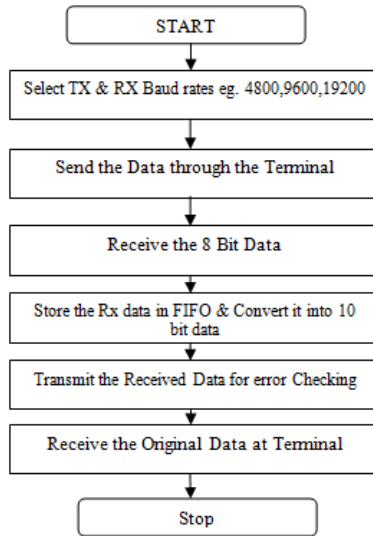 START
Select TX & RX Baud rates eg. 4800,9600,19200
Send the Data through the Terminal
Receive the 8 Bit Data
Store the Rx data in FIFO & Convert it into 10
bit data
Transmit the Received Data for error Checking
Receive the Original Data at Terminal
Stop